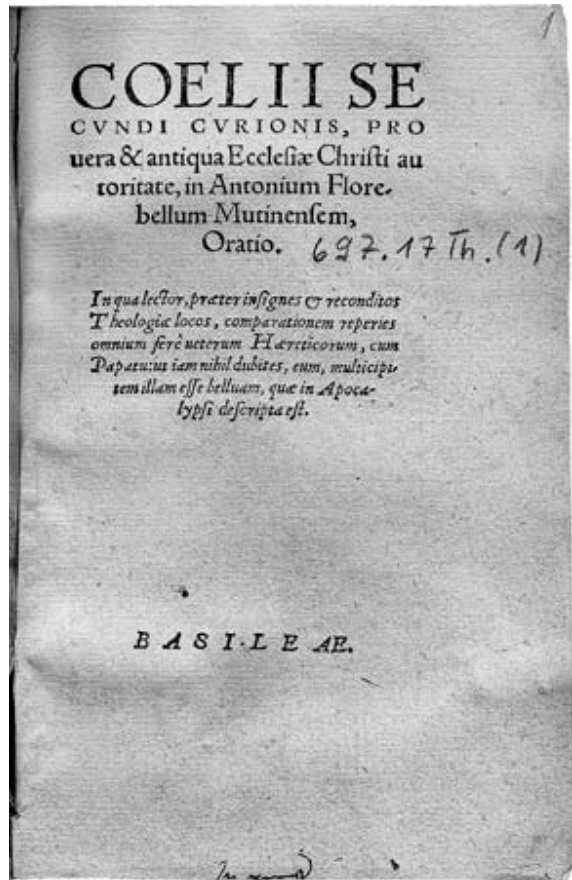 1
COELII SE
CVNDI CVRIONIS, PRO
uera & antiqua Ecclesiæ Christi au
toritate, in Antonium Flore-
bellum Mutinensem,
Oratio.
697.17 Th. (1)
In qua lector, præter insignes & reconditos
Theologiæ locos, comparationem reperies
omnium ferè ueterum Hæreticorum, cum
Papatu: ut iam nihil dubites, eum, multicipi-
tem illam esse belluam, quæ in Apoca-
lypsi descripta est.
BASILEAE.